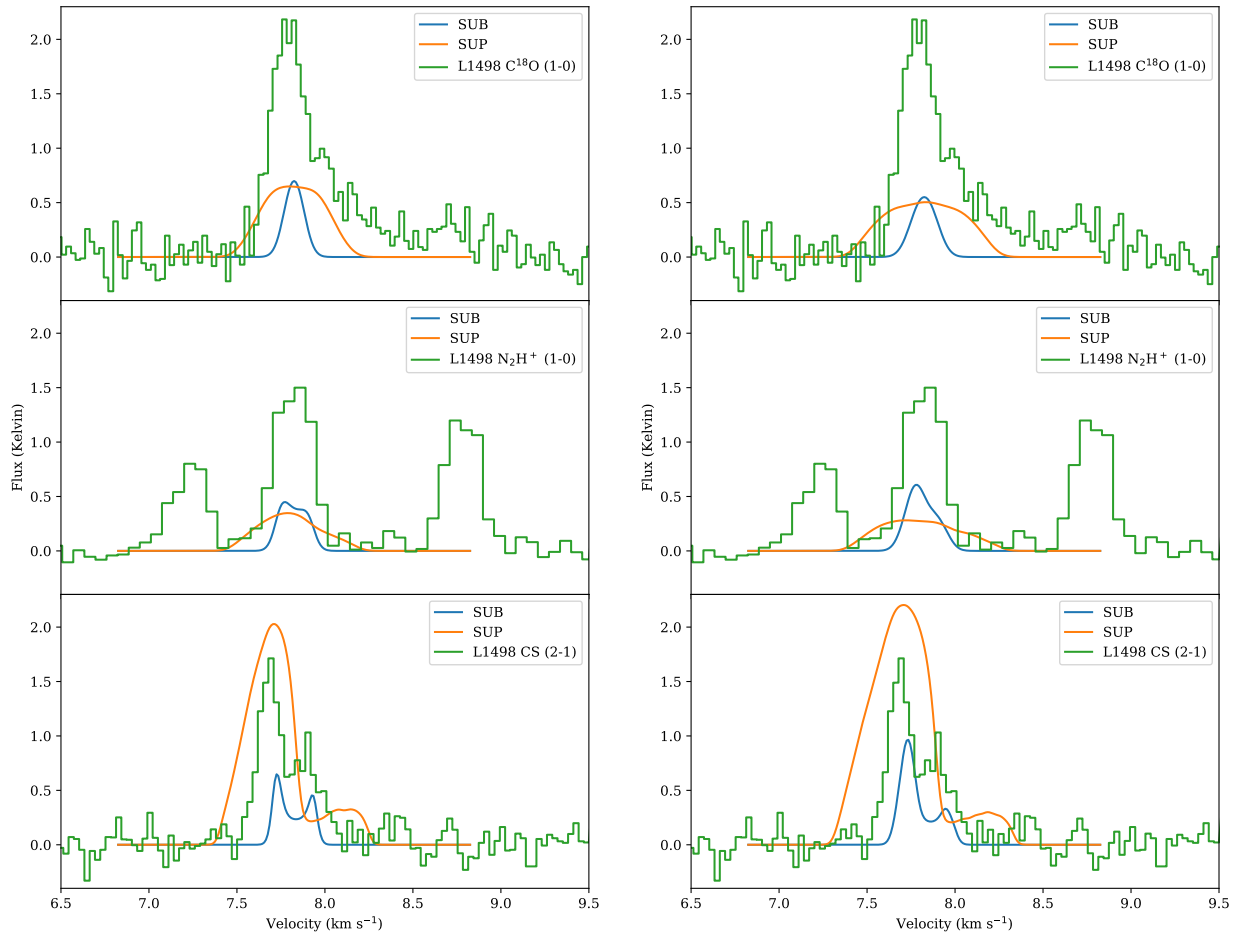 SUB
SUP
L1498 C¹⁸O (1-0)
2.0
1.5
1.0
0.5
0.0
SUB
SUP
L1498 C¹⁸O (1-0)
2.0
1.5
1.0
0.5
0.0
SUB
SUP
L1498 N₂H⁺ (1-0)
Flux (Kelvin)
2.0
1.5
1.0
0.5
0.0
SUB
SUP
L1498 N₂H⁺ (1-0)
Flux (Kelvin)
2.0
1.5
1.0
0.5
0.0
SUB
SUP
L1498 CS (2-1)
2.0
1.5
1.0
0.5
0.0
6.5 7.0 7.5 8.0 8.5 9.0 9.5
Velocity (km s⁻¹)
SUB
SUP
L1498 CS (2-1)
2.0
1.5
1.0
0.5
0.0
6.5 7.0 7.5 8.0 8.5 9.0 9.5
Velocity (km s⁻¹)